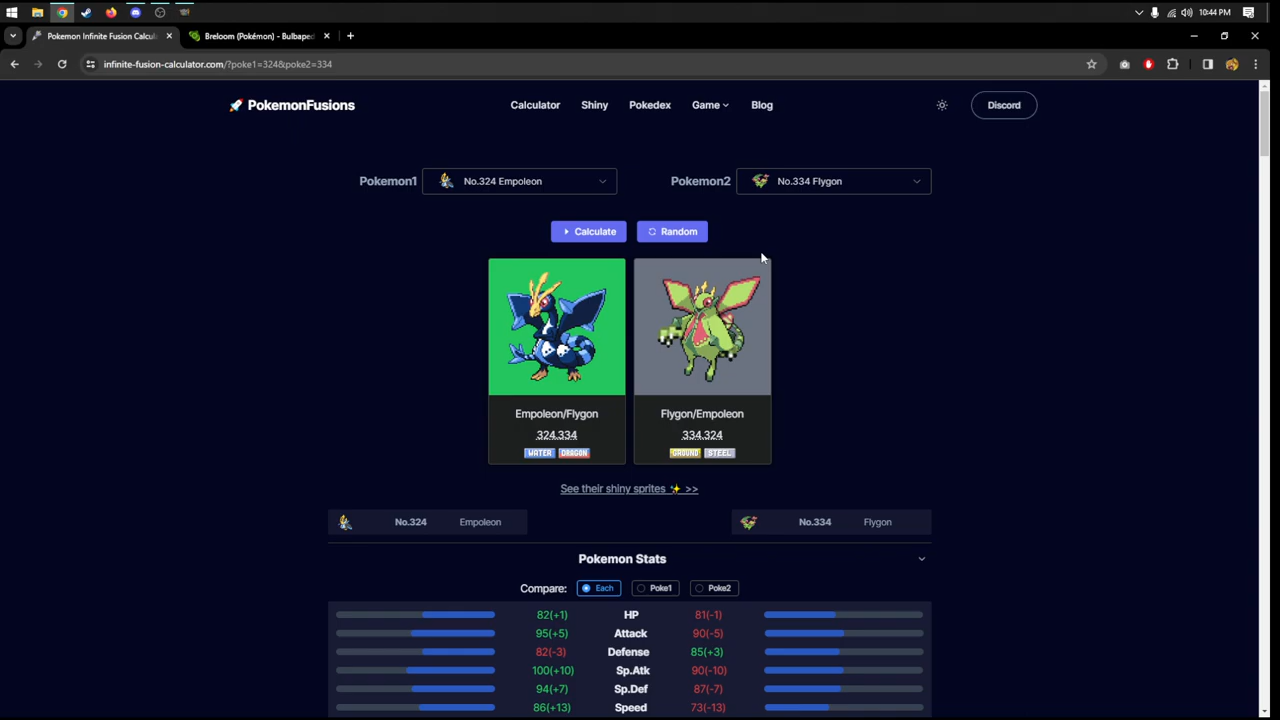 10:44 PM
Pokemon Infinite Fusion Calcul
Breloom (Pokémon) - Bulbaped
infinite-fusion-calculator.com/?poke1=324&poke2=334
PokemonFusions
Calculator
Shiny
Pokedex
Game
Blog
Discord
Pokemon1
No.324 Empoleon
Pokemon2
No.334 Flygon
Calculate
Random
Empoleon/Flygon
324.334
WATER DRAGON
Flygon/Empoleon
334.324
GROUND STEEL
See their shiny sprites ✨ >>
No.324 Empoleon
No.334 Flygon
Pokemon Stats
Compare: Each Poke1 Poke2
82(+1) HP 81(-1)
95(+5) Attack 90(-5)
82(-3) Defense 85(+3)
100(+10) Sp.Atk 90(-10)
94(+7) Sp.Def 87(-7)
86(+13) Speed 73(-13)